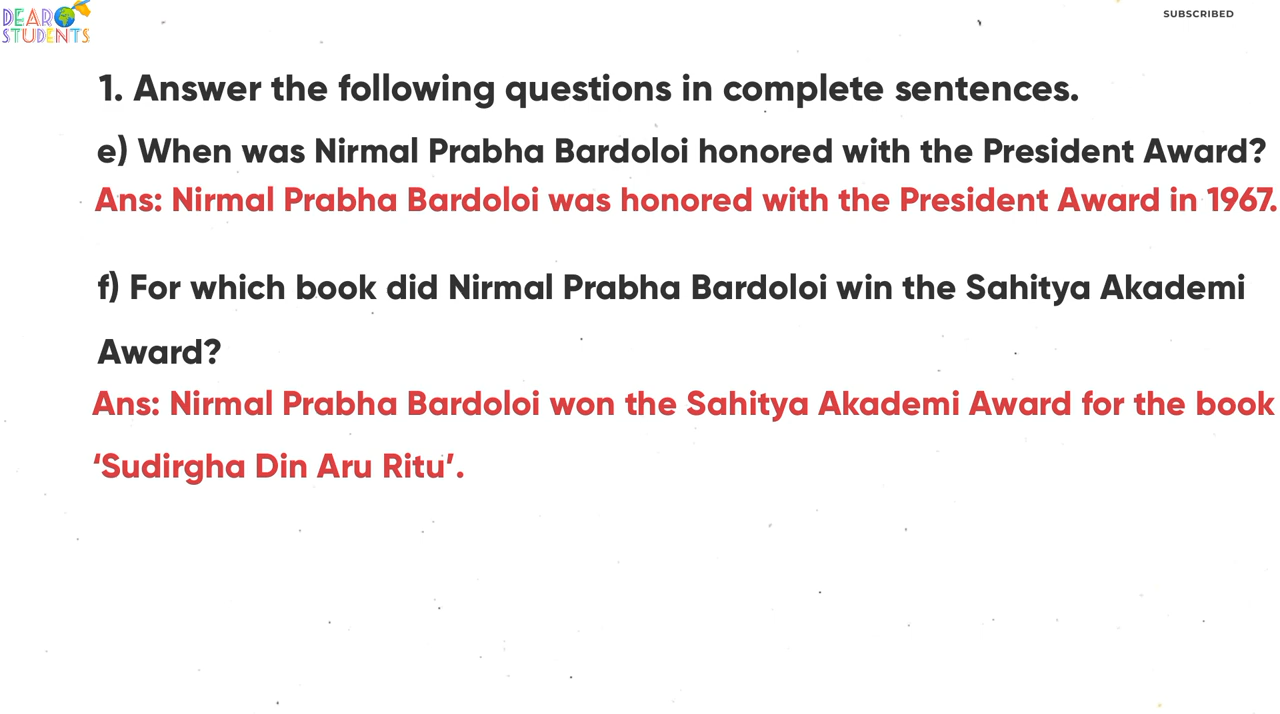 DEAR
STUDENTS
SUBSCRIBED
1. Answer the following questions in complete sentences.
e) When was Nirmal Prabha Bardoloi honored with the President Award?
Ans: Nirmal Prabha Bardoloi was honored with the President Award in 1967.
f) For which book did Nirmal Prabha Bardoloi win the Sahitya Akademi
Award?
Ans: Nirmal Prabha Bardoloi won the Sahitya Akademi Award for the book
‘Sudirgha Din Aru Ritu’.